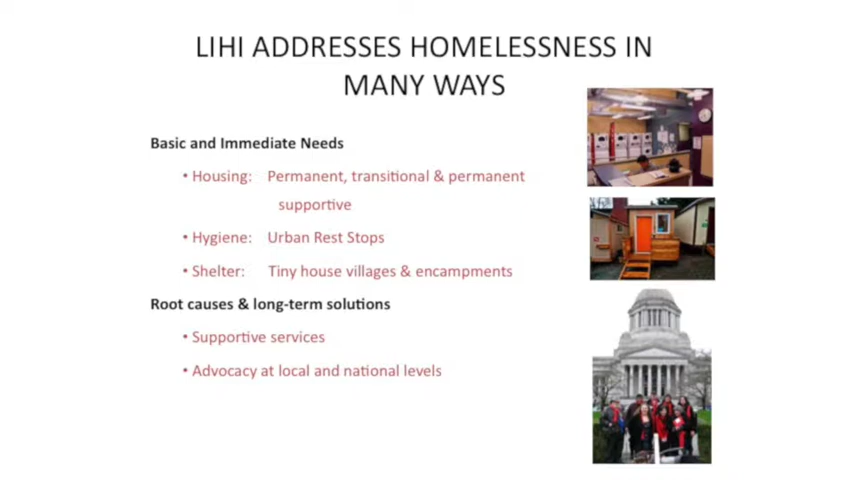 LIHI ADDRESSES HOMELESSNESS IN
MANY WAYS
Basic and Immediate Needs
• Housing: Permanent, transitional & permanent
supportive
• Hygiene: Urban Rest Stops
• Shelter: Tiny house villages & encampments
Root causes & long-term solutions
• Supportive services
• Advocacy at local and national levels